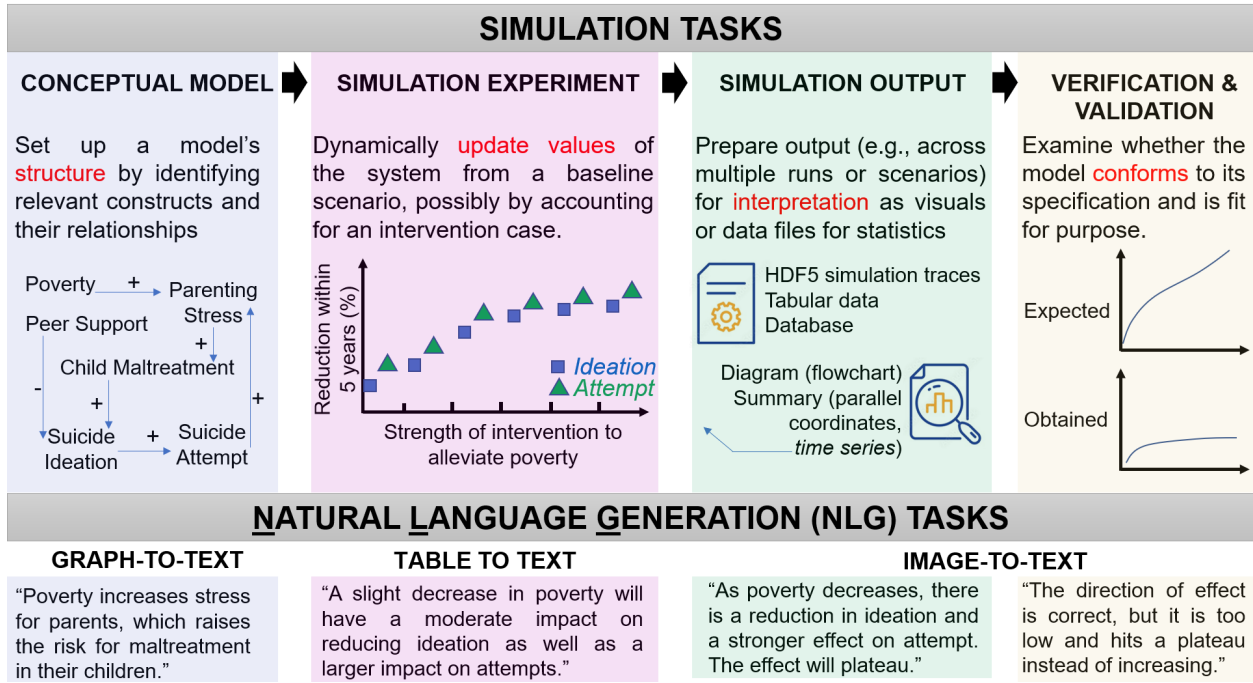 SIMULATION TASKS
CONCEPTUAL MODEL
Set up a model's
structure by identifying
relevant constructs and
their relationships
Poverty
+
Parenting
Stress
Peer Support
+
Child Maltreatment
-
+
+
Suicide
Ideation
+
Suicide
Attempt
SIMULATION EXPERIMENT
Dynamically update values of
the system from a baseline
scenario, possibly by accounting
for an intervention case.
Reduction within
5 years (%)
Ideation
Attempt
Strength of intervention to
alleviate poverty
SIMULATION OUTPUT
Prepare output (e.g., across
multiple runs or scenarios)
for interpretation as visuals
or data files for statistics
HDF5 simulation traces
Tabular data
Database
Diagram (flowchart)
Summary (parallel
coordinates,
time series)
VERIFICATION &
VALIDATION
Examine whether the
model conforms to its
specification and is fit
for purpose.
Expected
Obtained
NATURAL LANGUAGE GENERATION (NLG) TASKS
GRAPH-TO-TEXT
“Poverty increases stress
for parents, which raises
the risk for maltreatment
in their children.”
TABLE TO TEXT
“A slight decrease in poverty will
have a moderate impact on
reducing ideation as well as a
larger impact on attempts.”
IMAGE-TO-TEXT
“As poverty decreases, there
is a reduction in ideation and
a stronger effect on attempt.
The effect will plateau.”
“The direction of effect
is correct, but it is too
low and hits a plateau
instead of increasing.”